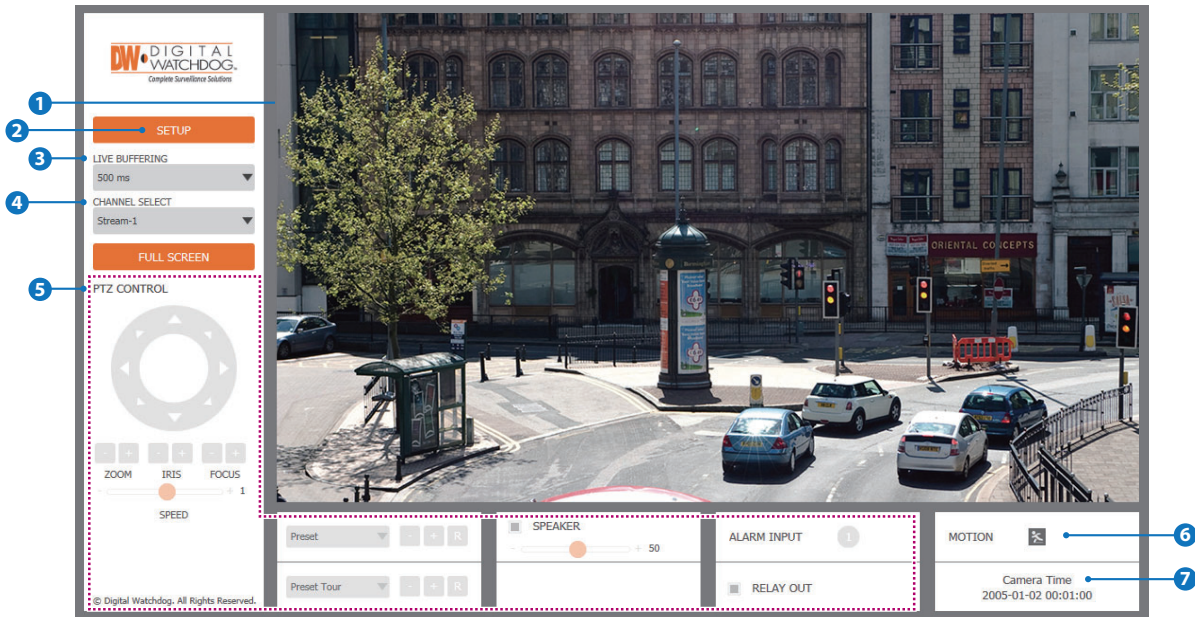 DW DIGITAL
WATCHDOG®
Complete Surveillance Solutions
1
2
SETUP
3
LIVE BUFFERING
500 ms
4
CHANNEL SELECT
Stream-1
FULL SCREEN
5
PTZ CONTROL
- + - + - +
ZOOM IRIS FOCUS
- + 1
SPEED
© Digital Watchdog. All Rights Reserved.
ORIENTAL CONCEPTS
Preset - + R
Preset Tour - + R
SPEAKER
- + 50
ALARM INPUT 1
RELAY OUT
MOTION
6
Camera Time
2005-01-02 00:01:00
7